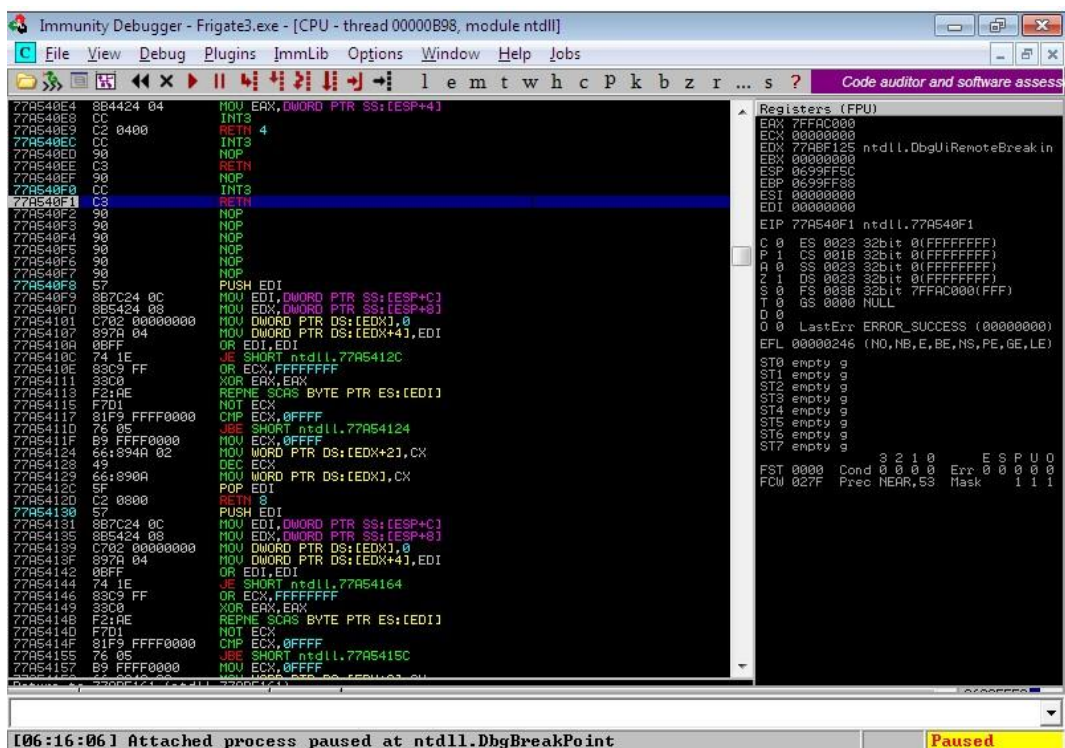 Immunity Debugger - Frigate3.exe - [CPU - thread 00000B98, module ntdll]
C File View Debug Plugins ImmLib Options Window Help Jobs
l e m t w h c P k b z r ... s ? Code auditor and software assess
77A540E4 8B4424 04 MOV EAX,DWORD PTR SS:[ESP+4]
77A540E8 CC INT3
77A540E9 C2 0400 RETN 4
77A540EC CC INT3
77A540ED 90 NOP
77A540EE C3 RETN
77A540EF 90 NOP
77A540F0 CC INT3
77A540F1 C3 RETN
77A540F2 90 NOP
77A540F3 90 NOP
77A540F4 90 NOP
77A540F5 90 NOP
77A540F6 90 NOP
77A540F7 90 NOP
77A540F8 57 PUSH EDI
77A540F9 8B7C24 0C MOV EDI,DWORD PTR SS:[ESP+C]
77A540FD 8B5424 08 MOV EDX,DWORD PTR SS:[ESP+8]
77A54101 C702 00000000 MOV DWORD PTR DS:[EDX],0
77A54107 897A 04 MOV DWORD PTR DS:[EDX+4],EDI
77A5410A 0BFF OR EDI,EDI
77A5410C 74 1E JE SHORT ntdll.77A5412C
77A5410E 83C9 FF OR ECX,FFFFFFFF
77A54111 33C0 XOR EAX,EAX
77A54113 F2:AE REPNE SCAS BYTE PTR ES:[EDI]
77A54115 F7D1 NOT ECX
77A54117 81F9 FFFF0000 CMP ECX,0FFFF
77A5411D 76 05 JBE SHORT ntdll.77A54124
77A5411F B9 FFFF0000 MOV ECX,0FFFF
77A54124 66:894A 02 MOV WORD PTR DS:[EDX+2],CX
77A54128 49 DEC ECX
77A54129 66:890A MOV WORD PTR DS:[EDX],CX
77A5412C 5F POP EDI
77A5412D C2 0800 RETN 8
77A54130 57 PUSH EDI
77A54131 8B7C24 0C MOV EDI,DWORD PTR SS:[ESP+C]
77A54135 8B5424 08 MOV EDX,DWORD PTR SS:[ESP+8]
77A54139 C702 00000000 MOV DWORD PTR DS:[EDX],0
77A5413F 897A 04 MOV DWORD PTR DS:[EDX+4],EDI
77A54142 0BFF OR EDI,EDI
77A54144 74 1E JE SHORT ntdll.77A54164
77A54146 83C9 FF OR ECX,FFFFFFFF
77A54149 33C0 XOR EAX,EAX
77A5414B F2:AE REPNE SCAS BYTE PTR ES:[EDI]
77A5414D F7D1 NOT ECX
77A5414F 81F9 FFFF0000 CMP ECX,0FFFF
77A54155 76 05 JBE SHORT ntdll.77A5415C
77A54157 B9 FFFF0000 MOV ECX,0FFFF
Registers (FPU)
EAX 7FFAC000
ECX 00000000
EDX 77ABF125 ntdll.DbgUiRemoteBreakin
EBX 00000000
ESP 0699FF5C
EBP 0699FF88
ESI 00000000
EDI 00000000
EIP 77A540F1 ntdll.77A540F1
C 0 ES 0023 32bit 0(FFFFFFFF)
P 1 CS 001B 32bit 0(FFFFFFFF)
A 0 SS 0023 32bit 0(FFFFFFFF)
Z 1 DS 0023 32bit 0(FFFFFFFF)
S 0 FS 003B 32bit 7FFAC000(FFF)
T 0 GS 0000 NULL
D 0
O 0 LastErr ERROR_SUCCESS (00000000)
EFL 00000246 (NO,NB,E,BE,NS,PE,GE,LE)
ST0 empty g
ST1 empty g
ST2 empty g
ST3 empty g
ST4 empty g
ST5 empty g
ST6 empty g
ST7 empty g
3 2 1 0 E S P U O
FST 0000 Cond 0 0 0 0 Err 0 0 0 0 0
FCW 027F Prec NEAR,53 Mask 1 1 1
[06:16:06] Attached process paused at ntdll.DbgBreakPoint
Paused